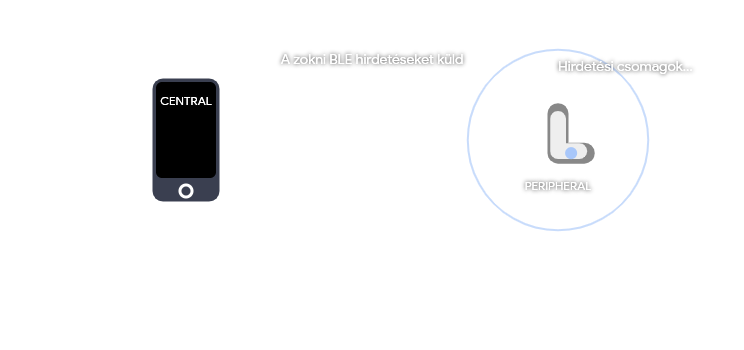 A zokni BLE hirdetéseket küld
Hirdetési csomagok...
CENTRAL
PERIPHERAL